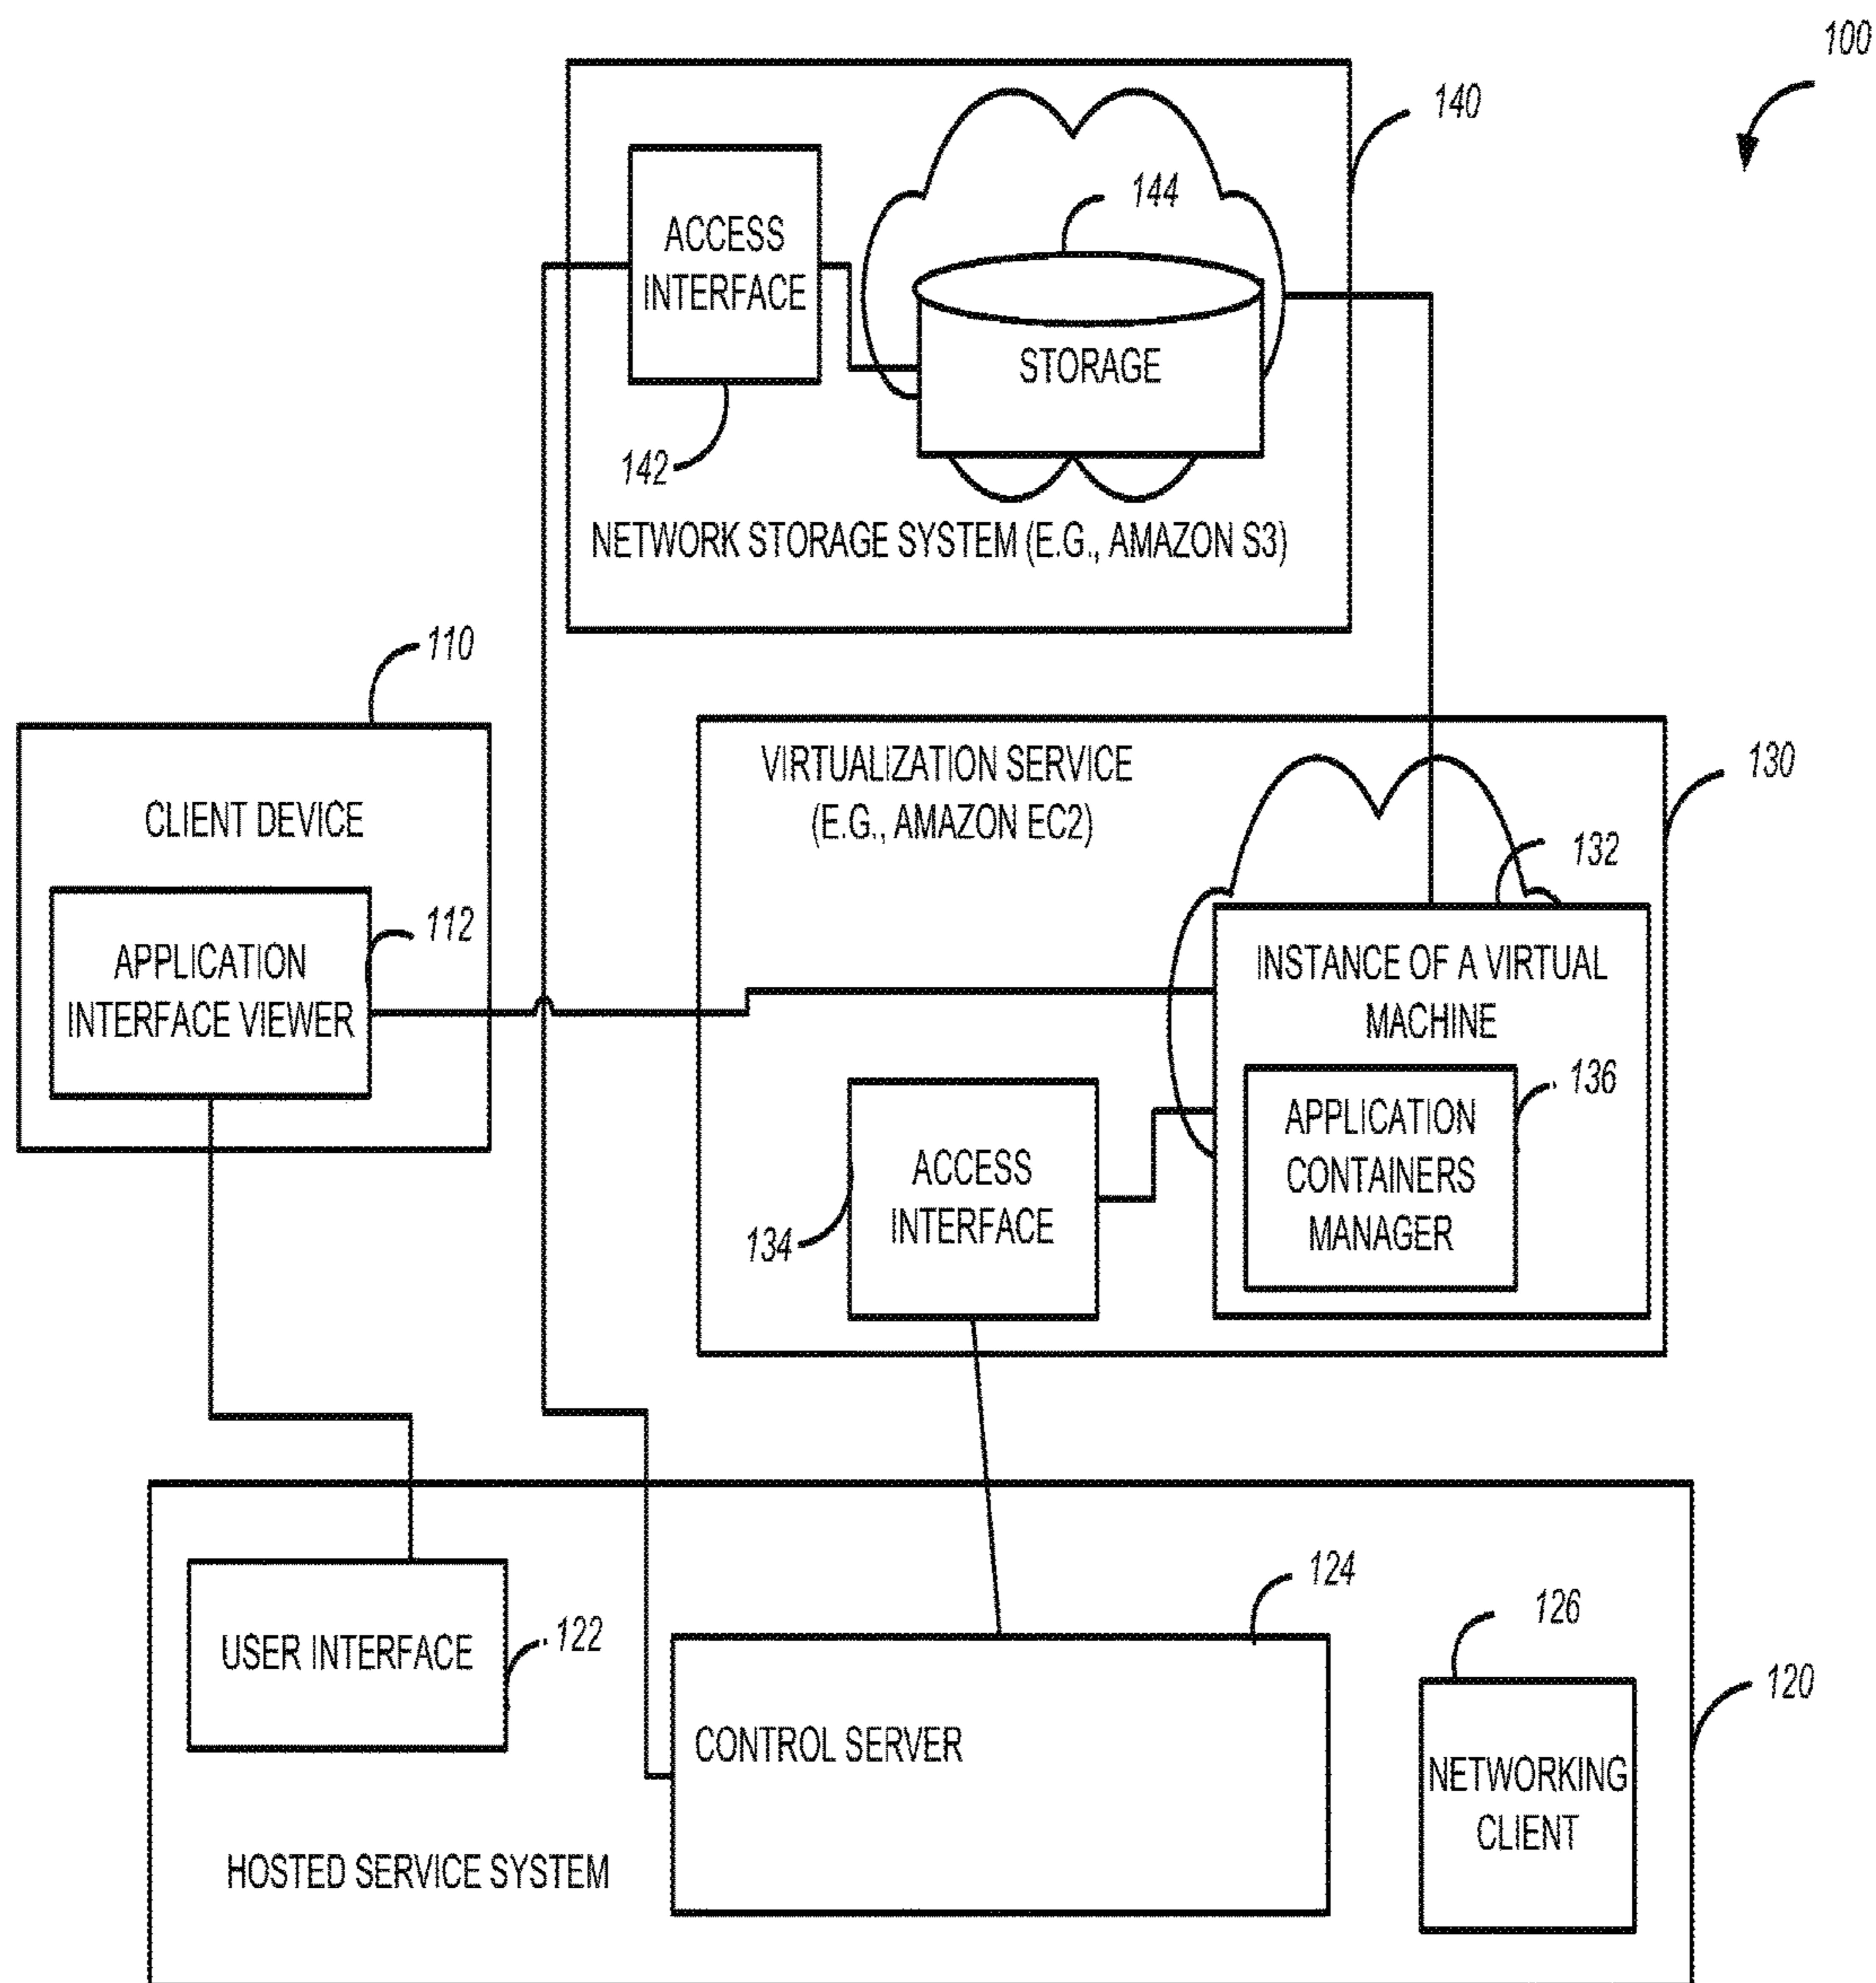 100
140
144
ACCESS
INTERFACE
STORAGE
142
NETWORK STORAGE SYSTEM (E.G., AMAZON S3)
110
CLIENT DEVICE
112
APPLICATION
INTERFACE VIEWER
VIRTUALIZATION SERVICE
(E.G., AMAZON EC2)
130
132
INSTANCE OF A VIRTUAL
MACHINE
136
APPLICATION
CONTAINERS
MANAGER
ACCESS
INTERFACE
134
124
126
USER INTERFACE
122
120
CONTROL SERVER
NETWORKING
CLIENT
HOSTED SERVICE SYSTEM